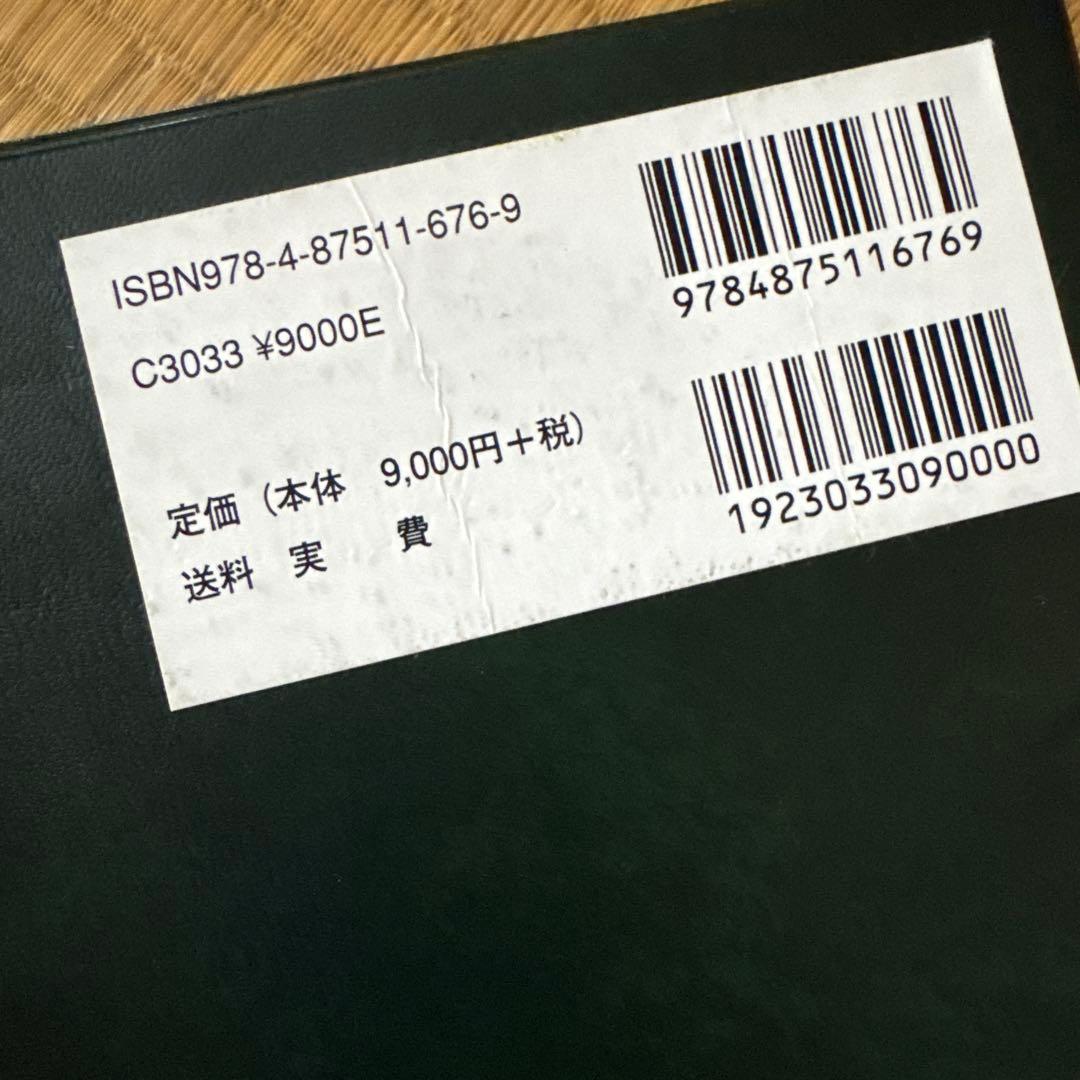 ISBN978-4-87511-676-9
C3033 ¥9000E
定価（本体　9,000円＋税）
送料　実　　費
9784875116769
1923033090000